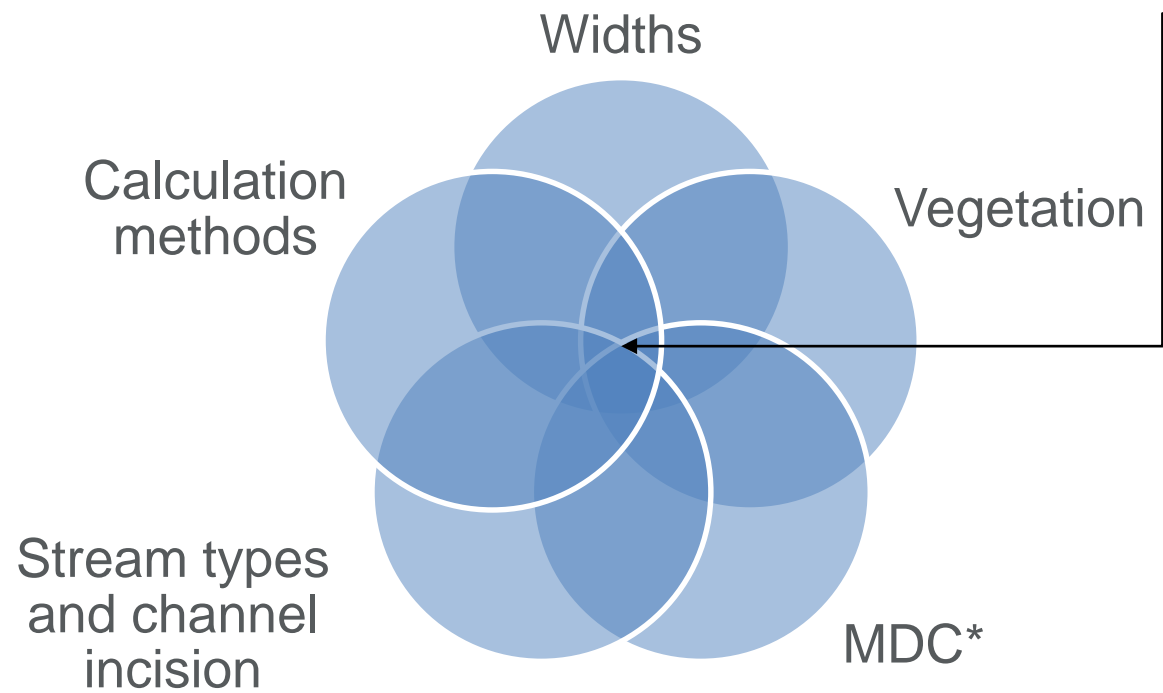 Widths
Calculation
methods
Vegetation
Stream types
and channel
incision
MDC*